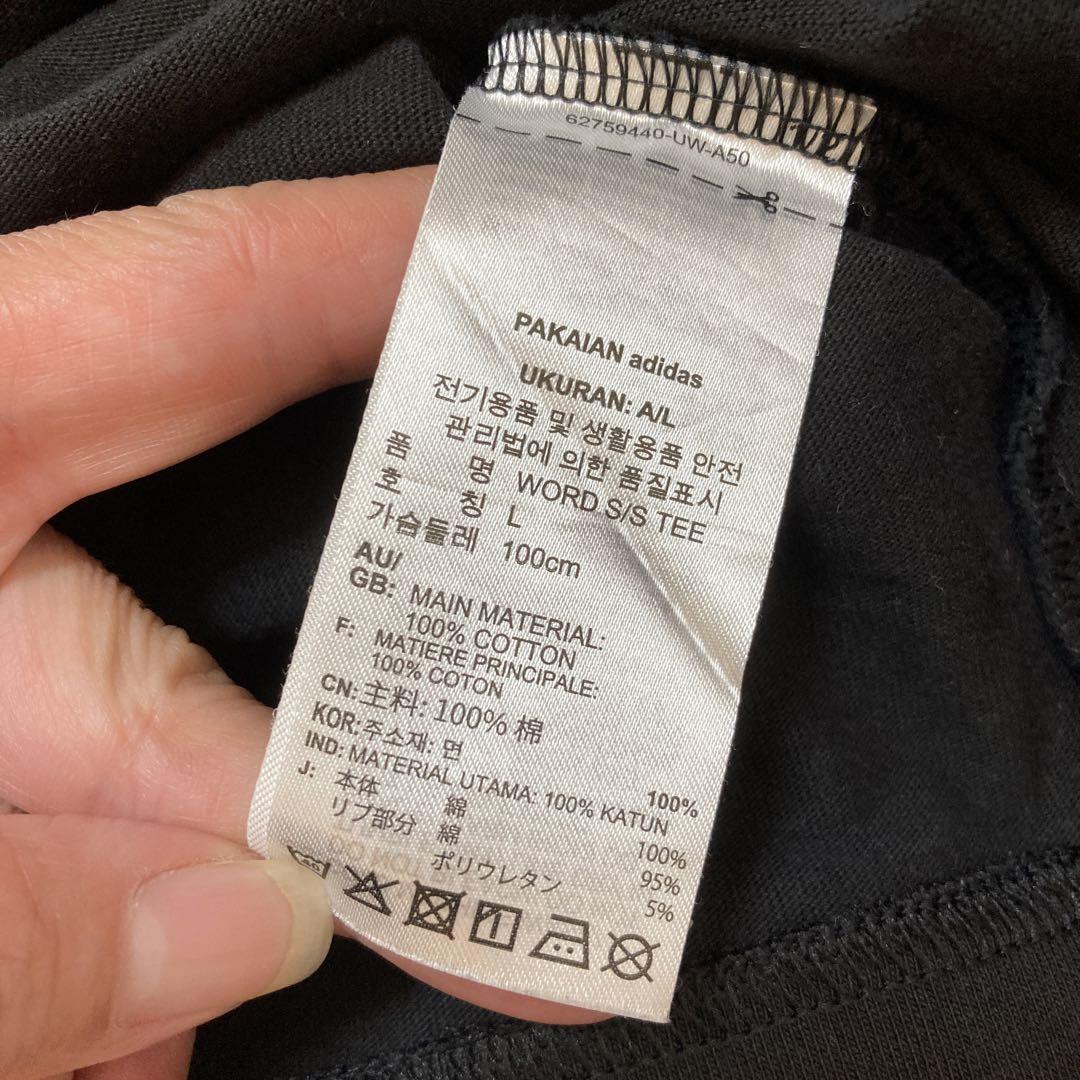 62759440-UW-A50
PAKAIAN adidas
UKURAN: A/L
전기용품 및 생활용품 안전
관리법에 의한 품질표시
품 명 WORD S/S TEE
호 칭 L
가슴둘레 100cm
AU/
GB: MAIN MATERIAL:
100% COTTON
F: MATIERE PRINCIPALE:
100% COTON
CN: 主料: 100% 棉
KOR: 주소재: 면 100%
IND: MATERIAL UTAMA: 100% KATUN
J: 本体 綿 100%
リブ部分 綿 95%
ポリウレタン 5%